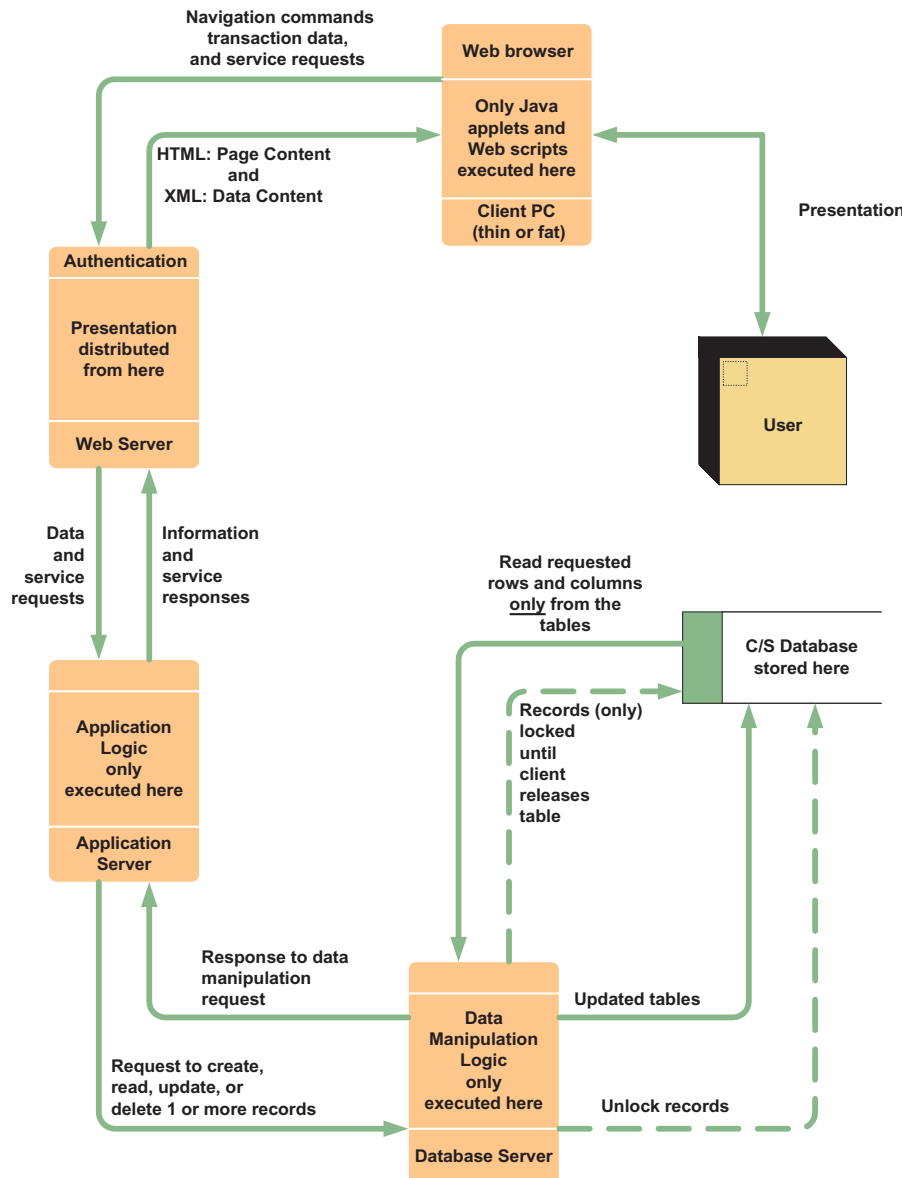 Navigation commands
transaction data,
and service requests
Web browser
Only Java
applets and
Web scripts
executed here
Client PC
(thin or fat)
HTML: Page Content
and
XML: Data Content
Presentation
Authentication
Presentation
distributed
from here
Web Server
User
Data
and
service
requests
Information
and
service
responses
Read requested
rows and columns
only from the
tables
C/S Database
stored here
Application
Logic
only
executed here
Application
Server
Records (only)
locked
until
client
releases
table
Response to data
manipulation
request
Updated tables
Data
Manipulation
Logic
only
executed here
Database Server
Request to create,
read, update, or
delete 1 or more records
Unlock records